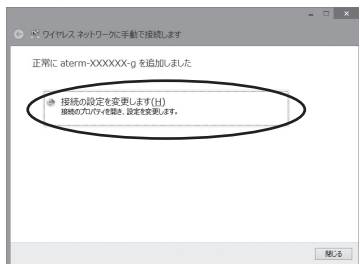 ワイヤレス ネットワークに手動で接続します
正常に aterm-XXXXXX-g を追加しました
接続の設定を変更します(H)
接続のプロパティを開き、設定を変更します。
閉じる